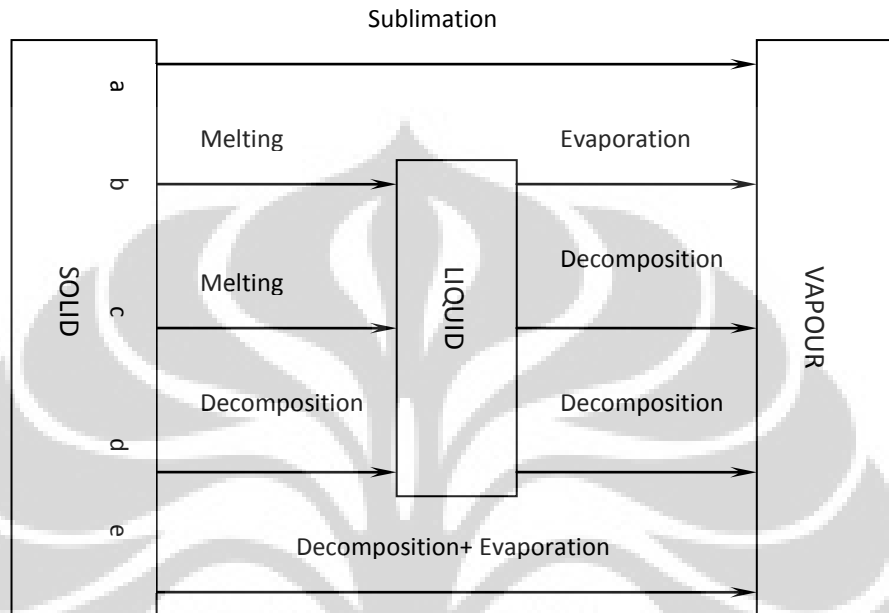 Sublimation
a
Melting
Evaporation
b
Decomposition
SOLID
Melting
LIQUID
VAPOUR
c
Decomposition
Decomposition
d
e
Decomposition+ Evaporation